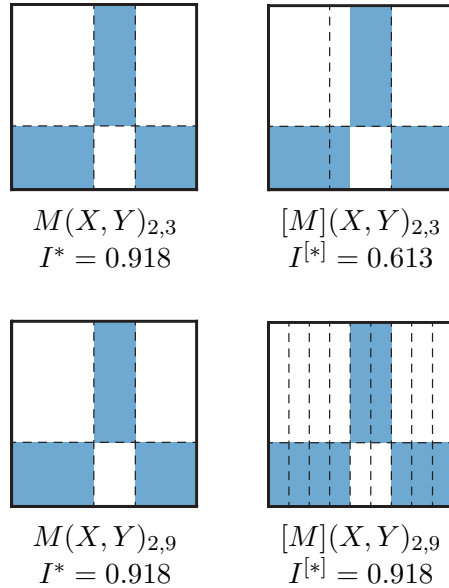 M(X, Y)₂,₃
I* = 0.918
[M](X, Y)₂,₃
I[*] = 0.613
M(X, Y)₂,₉
I* = 0.918
[M](X, Y)₂,₉
I[*] = 0.918